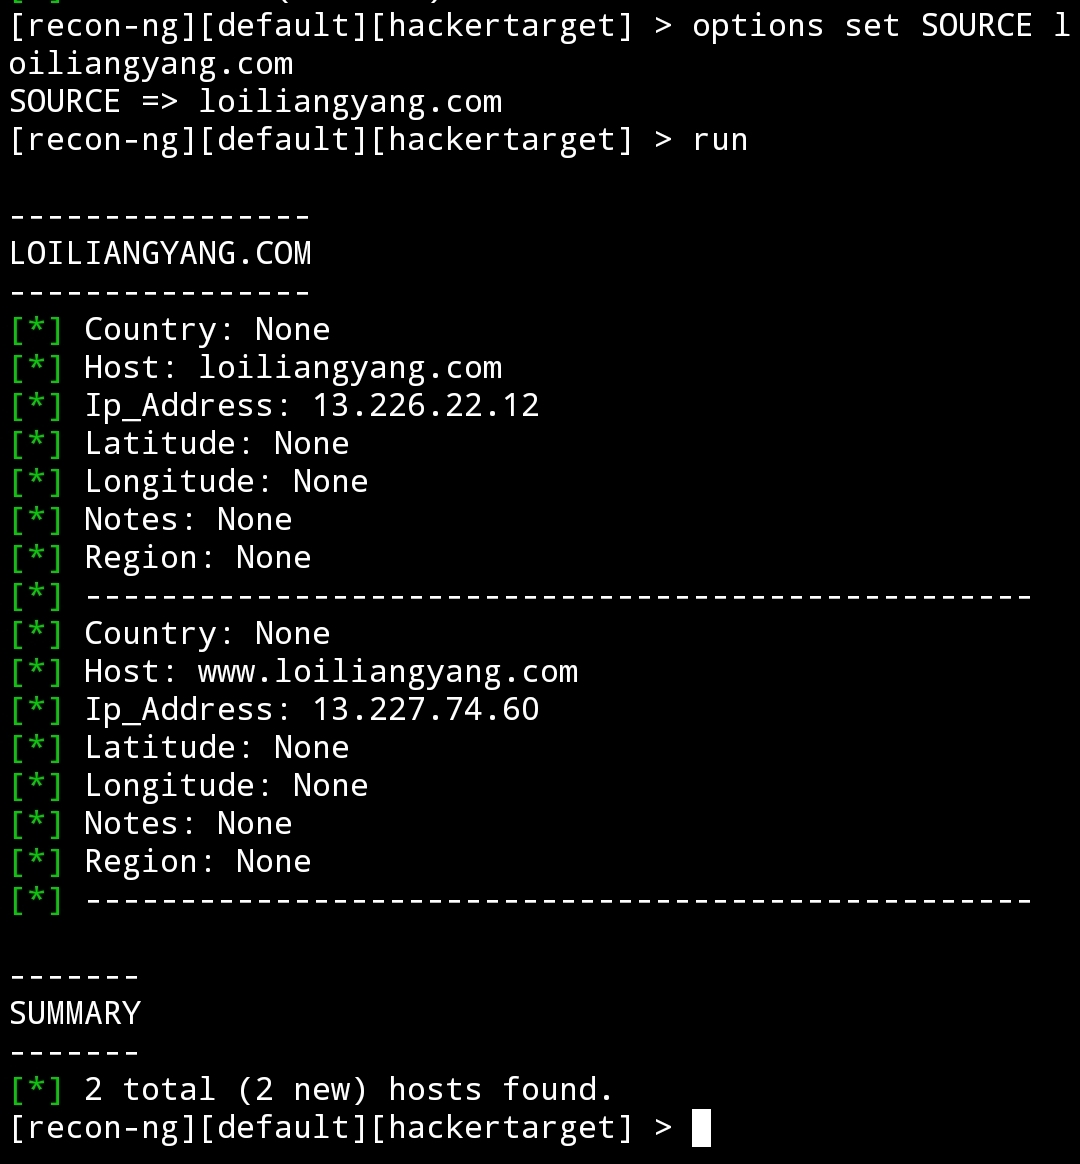 [recon-ng][default][hackertarget] > options set SOURCE l
oiliangyang.com
SOURCE => loiliangyang.com
[recon-ng][default][hackertarget] > run
----------------
LOILIANGYANG.COM
----------------
[*] Country: None
[*] Host: loiliangyang.com
[*] Ip_Address: 13.226.22.12
[*] Latitude: None
[*] Longitude: None
[*] Notes: None
[*] Region: None
[*] --------------------------------------------------
[*] Country: None
[*] Host: www.loiliangyang.com
[*] Ip_Address: 13.227.74.60
[*] Latitude: None
[*] Longitude: None
[*] Notes: None
[*] Region: None
[*] --------------------------------------------------
-------
SUMMARY
-------
[*] 2 total (2 new) hosts found.
[recon-ng][default][hackertarget] >